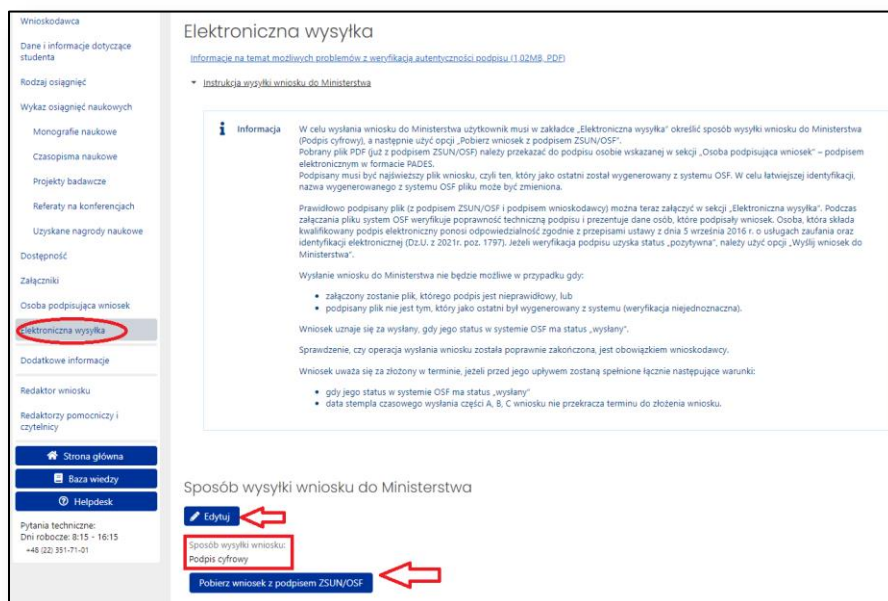 Wnioskodawca
Dane i informacje dotyczące
studenta
Rodzaj osiągnięć
Wykaz osiągnięć naukowych
Monografie naukowe
Czasopisma naukowe
Projekty badawcze
Referaty na konferencjach
Uzyskane nagrody naukowe
Dostępność
Załączniki
Osoba podpisująca wniosek
Elektroniczna wysyłka
Dodatkowe informacje
Redaktor wniosku
Redaktorzy pomocniczy i
czytelnicy
Strona główna
Baza wiedzy
Helpdesk
Pytania techniczne:
Dni robocze: 8:15 - 16:15
+48 (22) 351-71-01
Elektroniczna wysyłka
Informacje na temat możliwych problemów z weryfikacją autentyczności podpisu (1,02MB, PDF)
Instrukcja wysyłki wniosku do Ministerstwa
Informacja
W celu wysłania wniosku do Ministerstwa użytkownik musi w zakładce „Elektroniczna wysyłka" określić sposób wysyłki wniosku do Ministerstwa
(Podpis cyfrowy), a następnie użyć opcji „Pobierz wniosek z podpisem ZSUN/OSF".
Pobrany plik PDF (już z podpisem ZSUN/OSF) należy przekazać do podpisu osobie wskazanej w sekcji „Osoba podpisująca wniosek" – podpisem
elektronicznym w formacie PADES.
Podpisany musi być najświeższy plik wniosku, czyli ten, który jako ostatni został wygenerowany z systemu OSF. W celu łatwiejszej identyfikacji,
nazwa wygenerowanego z systemu OSF pliku może być zmieniona.
Prawidłowo podpisany plik (z podpisem ZSUN/OSF i podpisem wnioskodawcy) można teraz załączyć w sekcji „Elektroniczna wysyłka". Podczas
załączania pliku system OSF weryfikuje poprawność techniczną podpisu i prezentuje dane osób, które podpisały wniosek. Osoba, która składa
kwalifikowany podpis elektroniczny ponosi odpowiedzialność zgodnie z przepisami ustawy z dnia 5 września 2016 r. o usługach zaufania oraz
identyfikacji elektronicznej (Dz.U. z 2021r. poz. 1797). Jeżeli weryfikacja podpisu uzyska status „pozytywna", należy użyć opcji „Wyślij wniosek do
Ministerstwa".
Wysłanie wniosku do Ministerstwa nie będzie możliwe w przypadku gdy:
• załączony zostanie plik, którego podpis jest nieprawidłowy, lub
• podpisany plik nie jest tym, który jako ostatni był wygenerowany z systemu (weryfikacja niejednoznaczna).
Wniosek uznaje się za wysłany, gdy jego status w systemie OSF ma status „wysłany".
Sprawdzenie, czy operacja wysłania wniosku została poprawnie zakończona, jest obowiązkiem wnioskodawcy.
Wniosek uważa się za złożony w terminie, jeżeli przed jego upływem zostaną spełnione łącznie następujące warunki:
• gdy jego status w systemie OSF ma status „wysłany"
• data stempla czasowego wysłania części A, B, C wniosku nie przekracza terminu do złożenia wniosku.
Sposób wysyłki wniosku do Ministerstwa
Edytuj
Sposób wysyłki wniosku:
Podpis cyfrowy
Pobierz wniosek z podpisem ZSUN/OSF